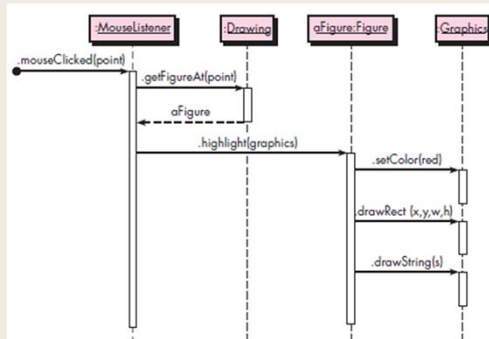 :MouseListener
:Drawing
aFigure:Figure
:Graphics
.mouseClicked(point)
.getFigureAt(point)
aFigure
.highlight(graphics)
.setColor(red)
.drawRect (x,y,w,h)
.drawString(s)